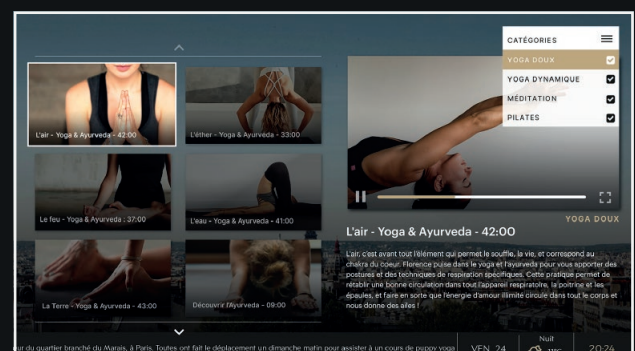 CATÉGORIES
YOGA DOUX
YOGA DYNAMIQUE
MÉDITATION
PILATES
L'air - Yoga & Ayurveda - 42:00
L'éther - Yoga & Ayurveda - 33:00
Le feu - Yoga & Ayurveda : 37:00
L'eau - Yoga & Ayurveda - 41:00
La Terre - Yoga & Ayurveda - 43:00
Découvrir l'Ayurveda - 09:00
YOGA DOUX
L'air - Yoga & Ayurveda - 42:00
L'air, c'est avant tout l'élément qui permet le souffle, la vie, et correspond au
chakra du coeur. Florence puise dans le yoga et l'ayurveda pour vous apporter des
postures et des techniques de respiration spécifiques. Cette pratique permet de
rétablir une bonne circulation dans tout l'appareil respiratoire, la poitrine et les
épaules, et faire en sorte que l'énergie d'amour illimité circule dans tout le corps et
nous donne des ailes !
our du quartier branché du Marais, à Paris. Toutes ont fait le déplacement un dimanche matin pour assister à un cours de puppy yoga
VEN. 24
Nuit
11°C
20:24